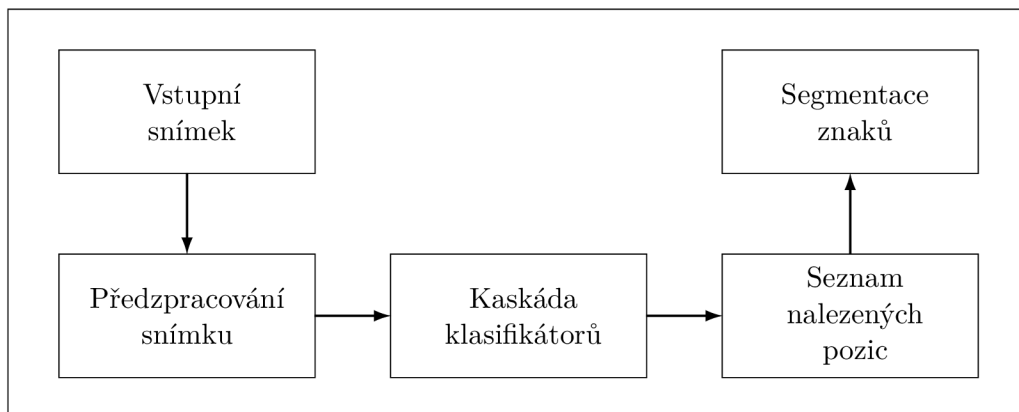 Vstupní
snímek
Předzpracování
snímku
Kaskáda
klasifikátorů
Seznam
nalezených
pozic
Segmentace
znaků